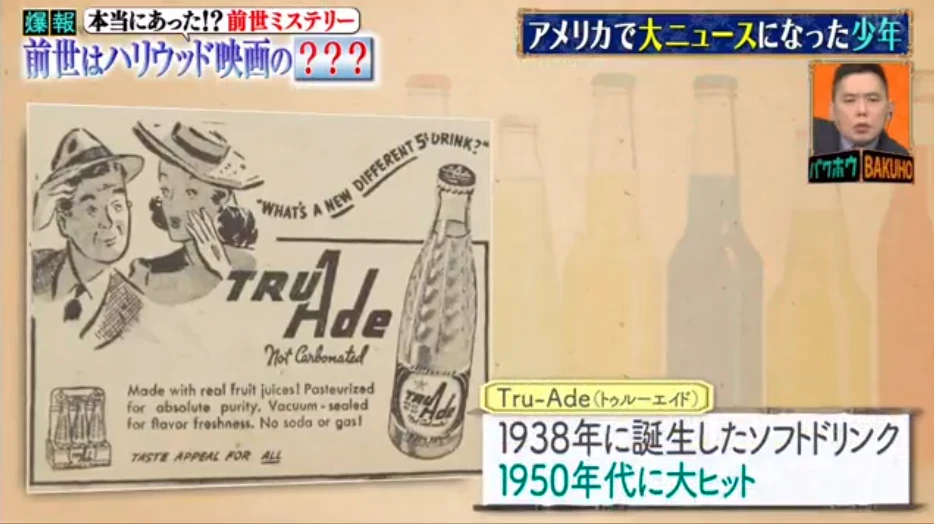 爆報
本当にあった!?前世ミステリー
前世はハリウッド映画の???
アメリカで大ニュースになった少年
バクホウ BAKUHO
"WHAT'S A NEW DIFFERENT 5¢ DRINK?"
TRU Ade
Not Carbonated
Made with real fruit juices! Pasteurized
for absolute purity. Vacuum-sealed
for flavor freshness. No soda or gas!
TASTE APPEAL FOR ALL
TRU Ade
Tru-Ade(トゥルーエイド)
1938年に誕生したソフトドリンク
1950年代に大ヒット